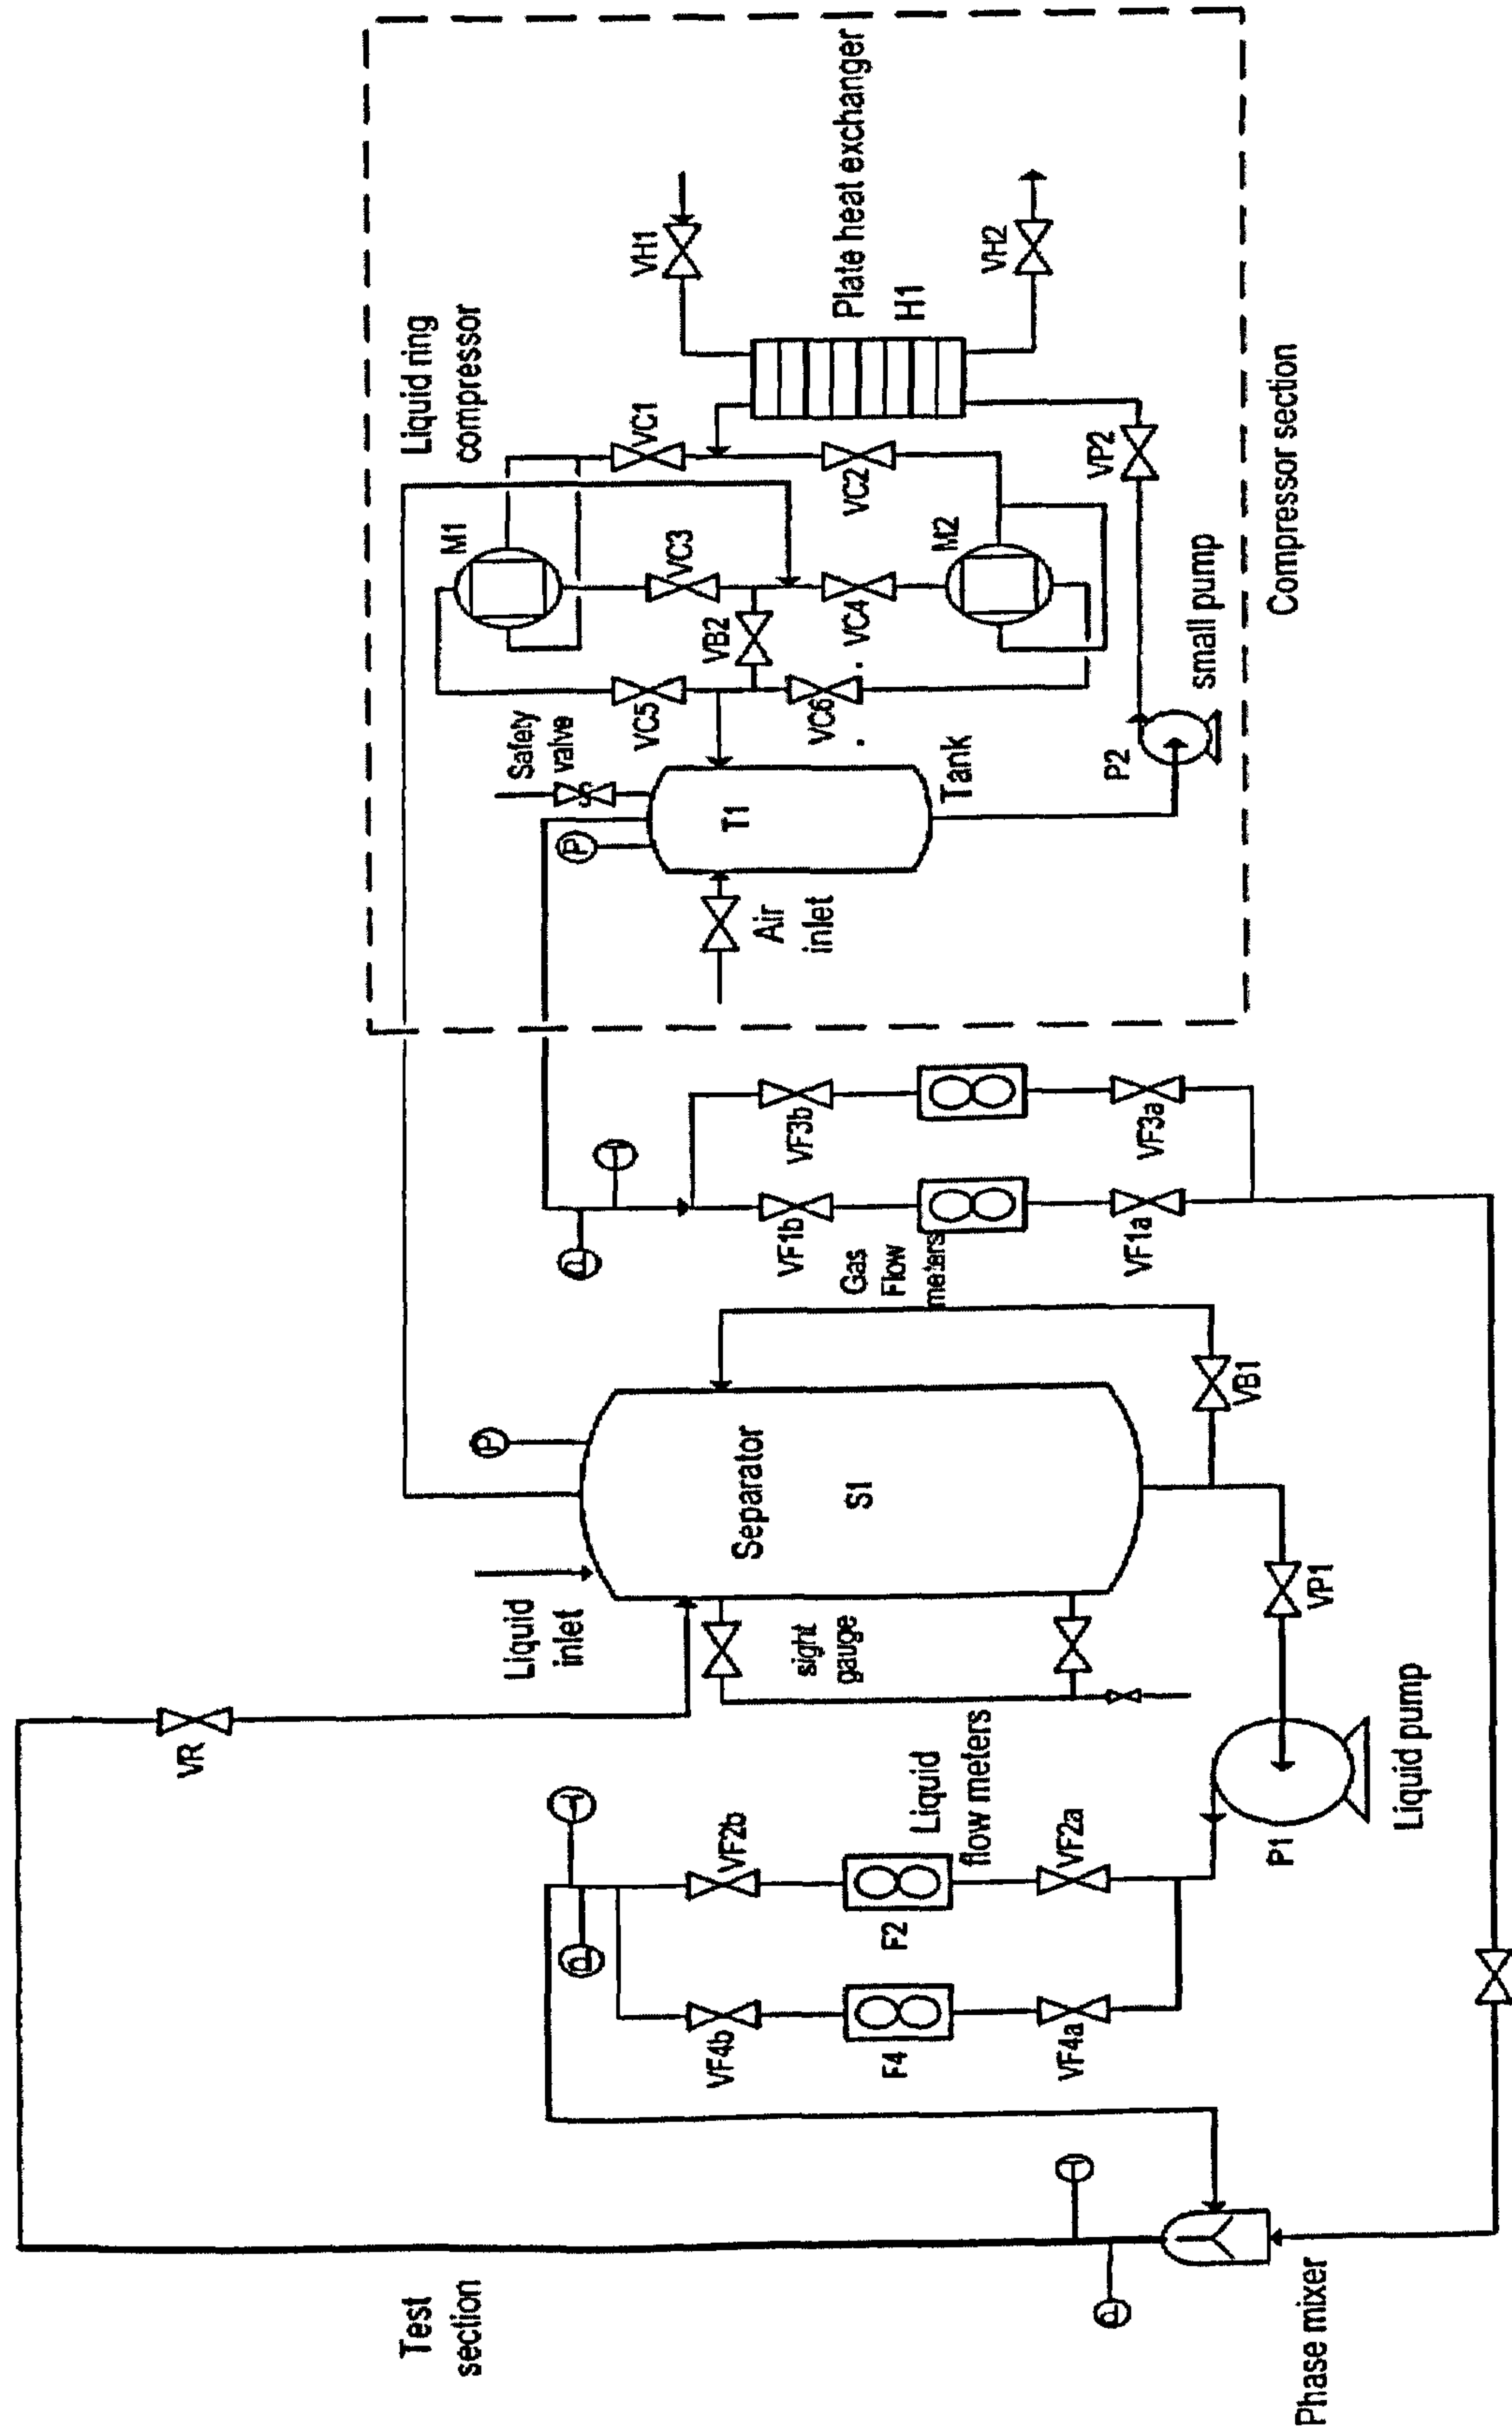 Test
section
Phase mixer
VR
VF4b
F4
VF4a
VF2b
F2
VF2a
Liquid
flow meters
P1
Liquid pump
VP1
Liquid
inlet
sight
gauge
Separator
S1
P
VB1
VF1b
Gas
Flow
meters
VF1a
VF3b
VF3a
Air
inlet
P
Safety
valve
S
T1
Tank
P2
small pump
VC5
VC6
VB2
M1
VC3
VC4
M2
Liquid ring
compressor
VC1
VC2
VP2
VH1
Plate heat exchanger
H1
VH2
Compressor section